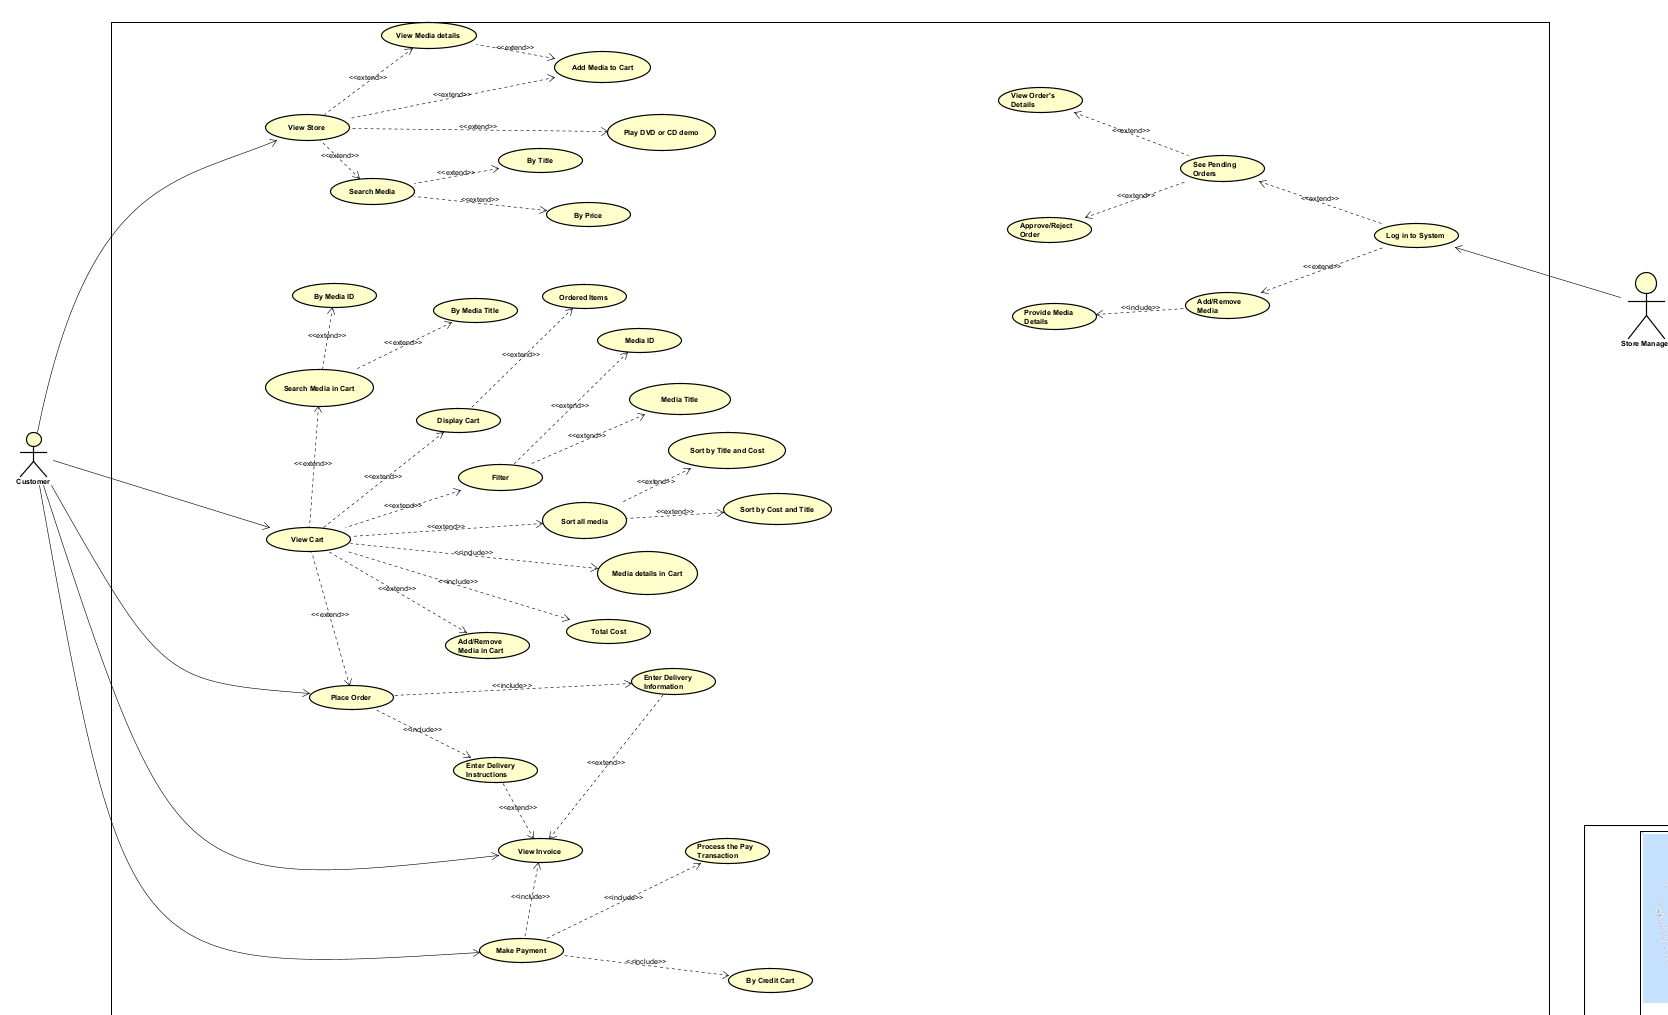 View Media details
<<extend>>
Add Media to Cart
<<extend>>
<<extend>>
View Store
<<extend>>
Play DVD or CD demo
<<extend>>
By Title
<<extend>>
Search Media
<<extend>>
By Price
View Order's
Details
<<extend>>
See Pending
Orders
<<extend>>
<<extend>>
Approve/Reject
Order
Log in to System
<<extend>>
Add/Remove
Media
<<include>>
Provide Media
Details
Store Manage
By Media ID
By Media Title
Ordered Items
<<extend>>
<<extend>>
<<extend>>
Media ID
Search Media in Cart
<<extend>>
Media Title
Display Cart
<<extend>>
Sort by Title and Cost
Customer
<<extend>>
<<extend>>
Filter
<<extend>>
<<extend>>
Sort by Cost and Title
<<extend>>
Sort all media
<<extend>>
View Cart
<<include>>
Media details in Cart
<<include>>
<<extend>>
<<extend>>
Total Cost
Add/Remove
Media in Cart
Place Order
<<include>>
Enter Delivery
Information
<<include>>
Enter Delivery
Instructions
<<extend>>
<<extend>>
View Invoice
Process the Pay
Transaction
<<include>>
<<include>>
Make Payment
<<include>>
By Credit Cart